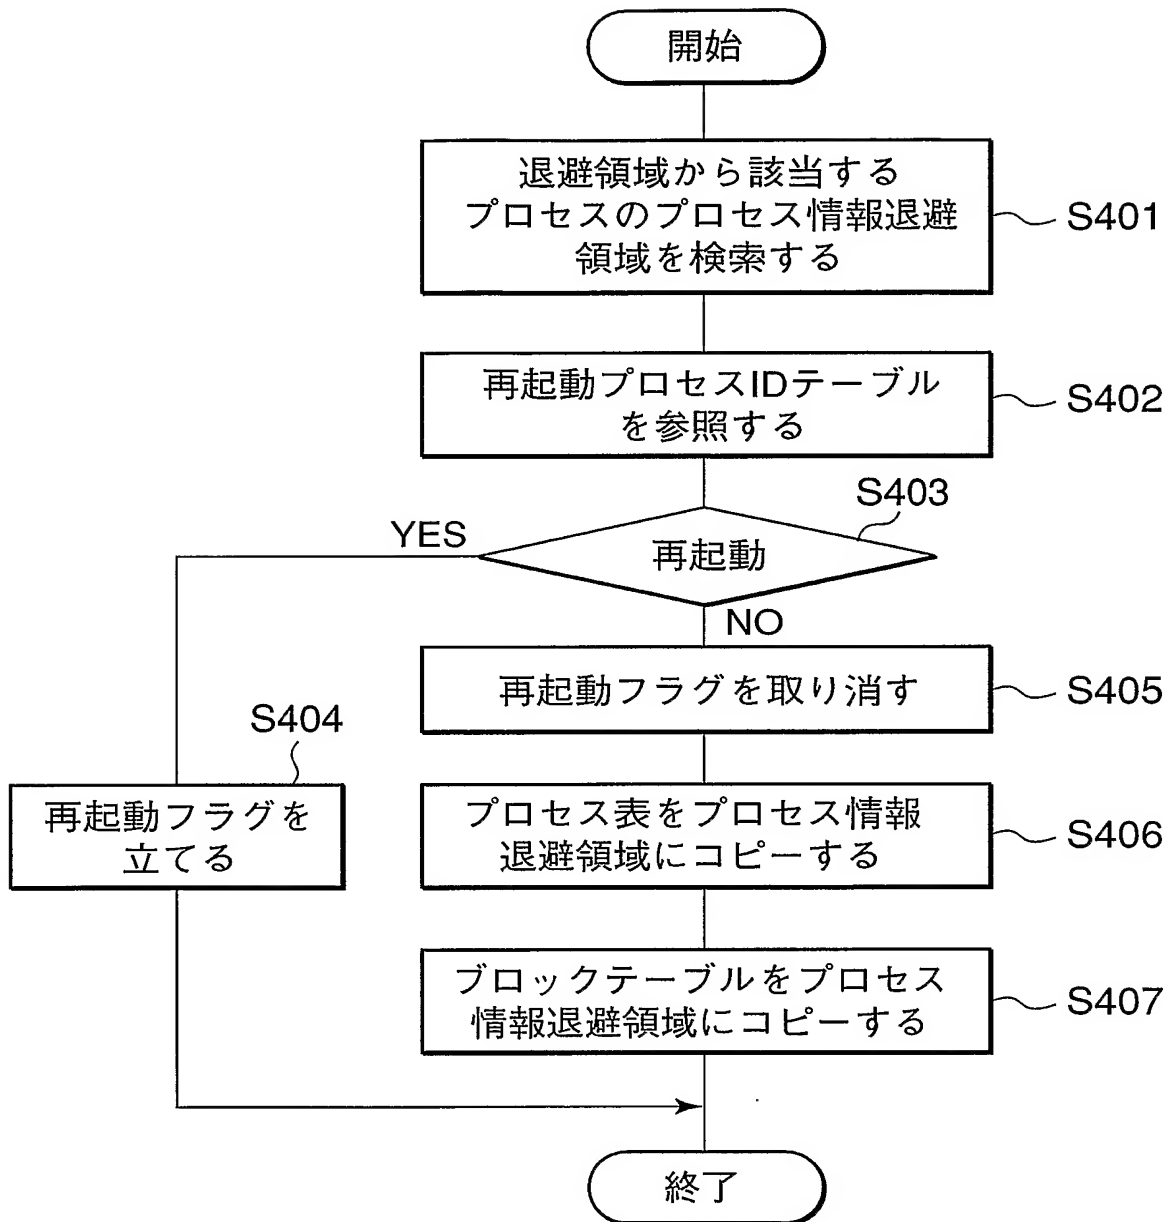 開始
退避領域から該当する
プロセスのプロセス情報退避
領域を検索する
S401
再起動プロセスIDテーブル
を参照する
S402
S403
YES
再起動
NO
再起動フラグを取り消す
S405
S404
再起動フラグを
立てる
プロセス表をプロセス情報
退避領域にコピーする
S406
ブロックテーブルをプロセス
情報退避領域にコピーする
S407
終了